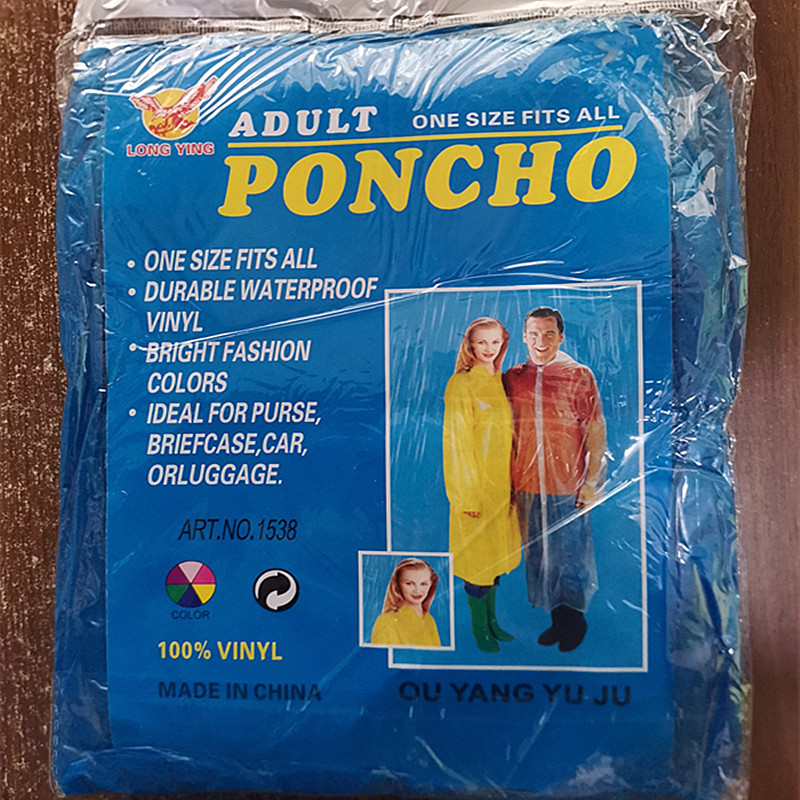 LONG YING
ADULT ONE SIZE FITS ALL
PONCHO
• ONE SIZE FITS ALL
• DURABLE WATERPROOF
VINYL
• BRIGHT FASHION
COLORS
• IDEAL FOR PURSE,
BRIEFCASE,CAR,
ORLUGGAGE.
ART.NO.1538
COLOR
100% VINYL
MADE IN CHINA
OU YANG YU JU